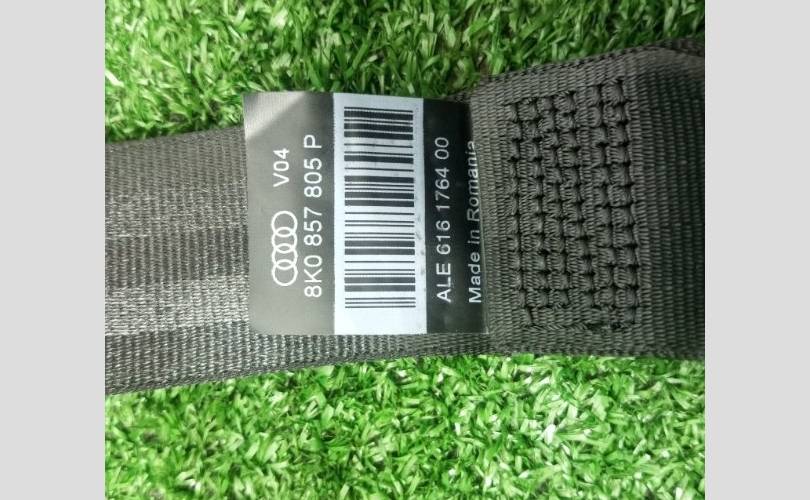 V04
8K0 857 805 P
ALE 616 1764 00
Made in Romania